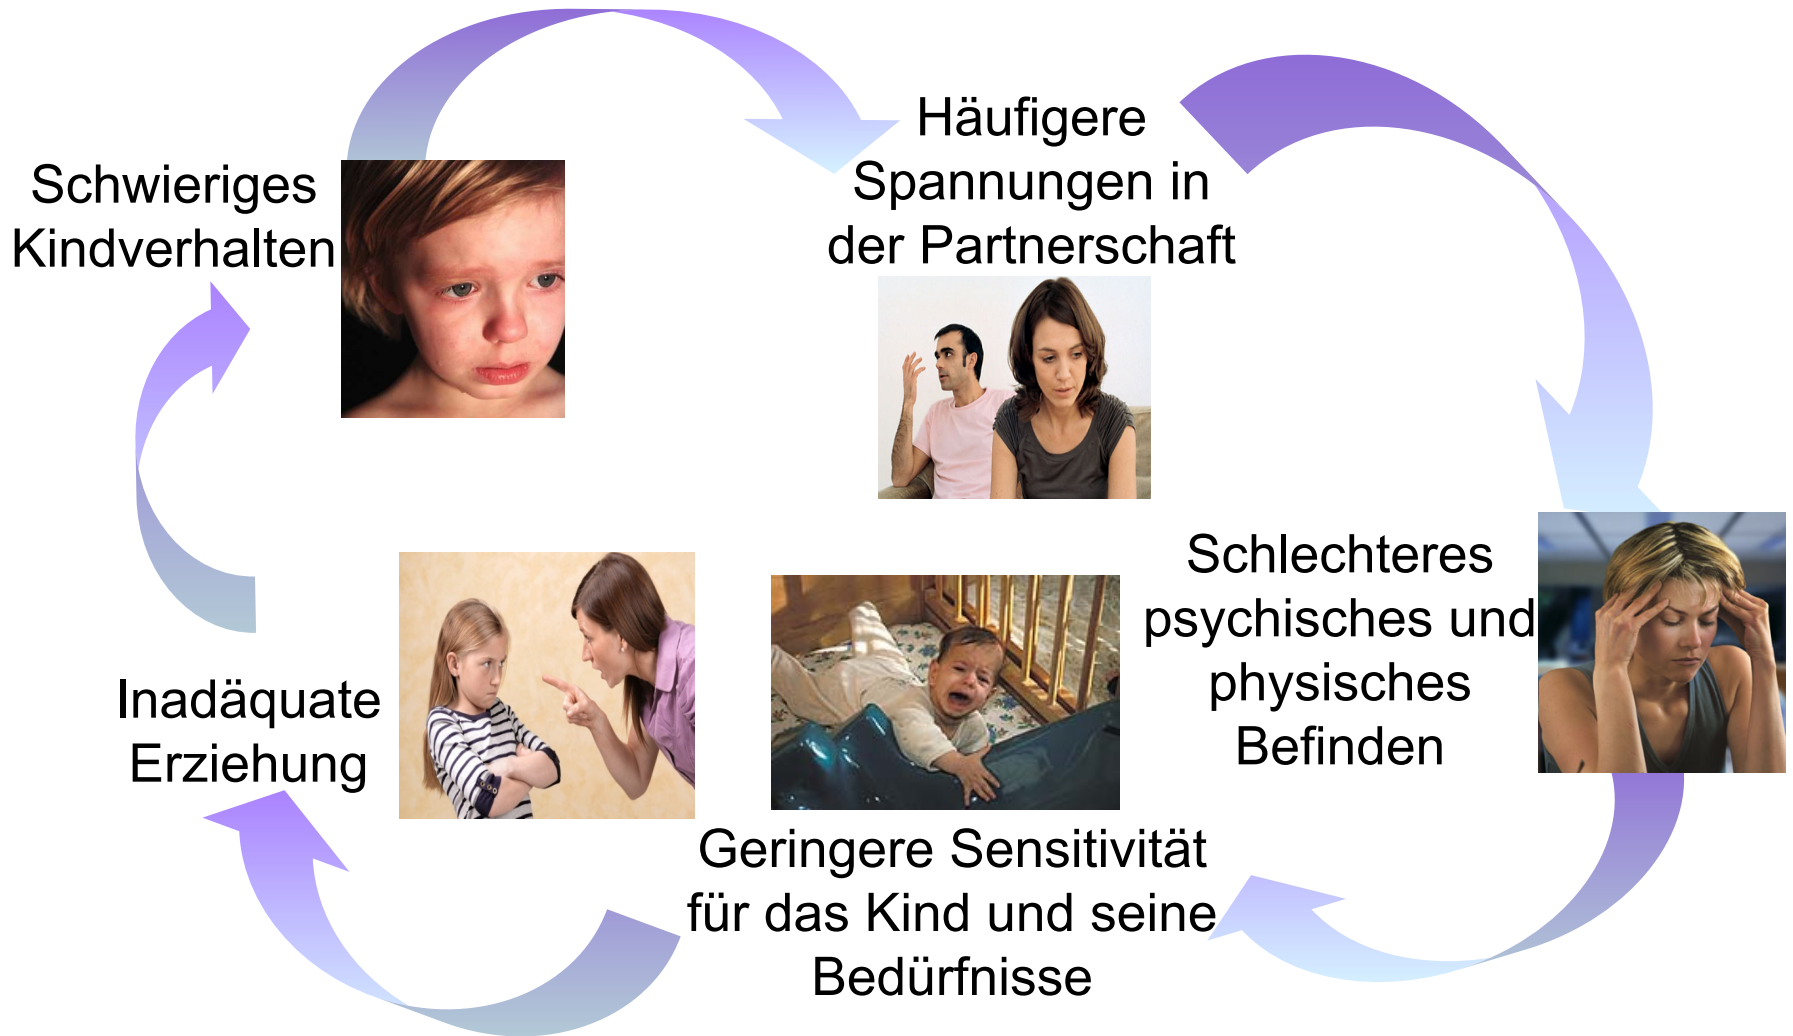 Schwieriges
Kindverhalten
Häufigere
Spannungen in
der Partnerschaft
Schlechteres
psychisches und
physisches
Befinden
Geringere Sensitivität
für das Kind und seine
Bedürfnisse
Inadäquate
Erziehung